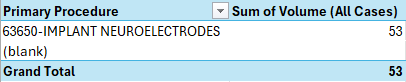 Primary Procedure Sum of Volume (All Cases)
63650-IMPLANT NEUROELECTRODES 53
(blank)
Grand Total 53